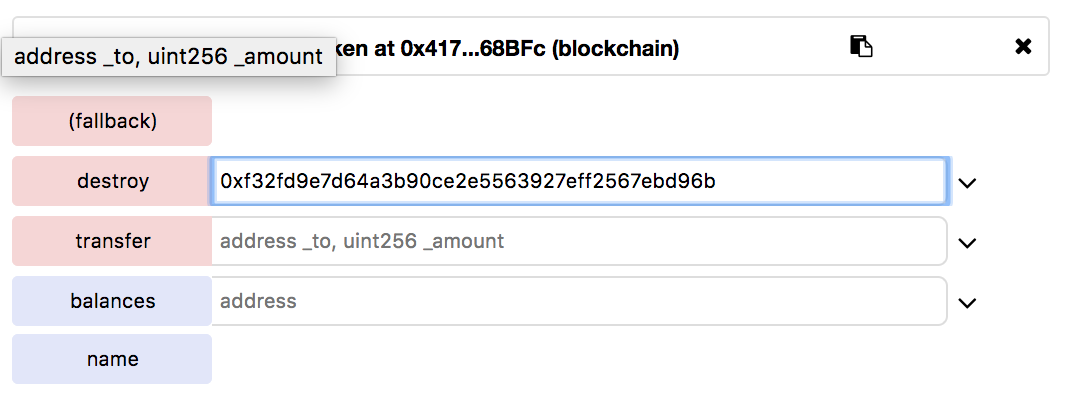 ken at 0x417...68BFc (blockchain)
address _to, uint256 _amount
(fallback)
destroy 0xf32fd9e7d64a3b90ce2e5563927eff2567ebd96b
transfer address _to, uint256 _amount
balances address
name